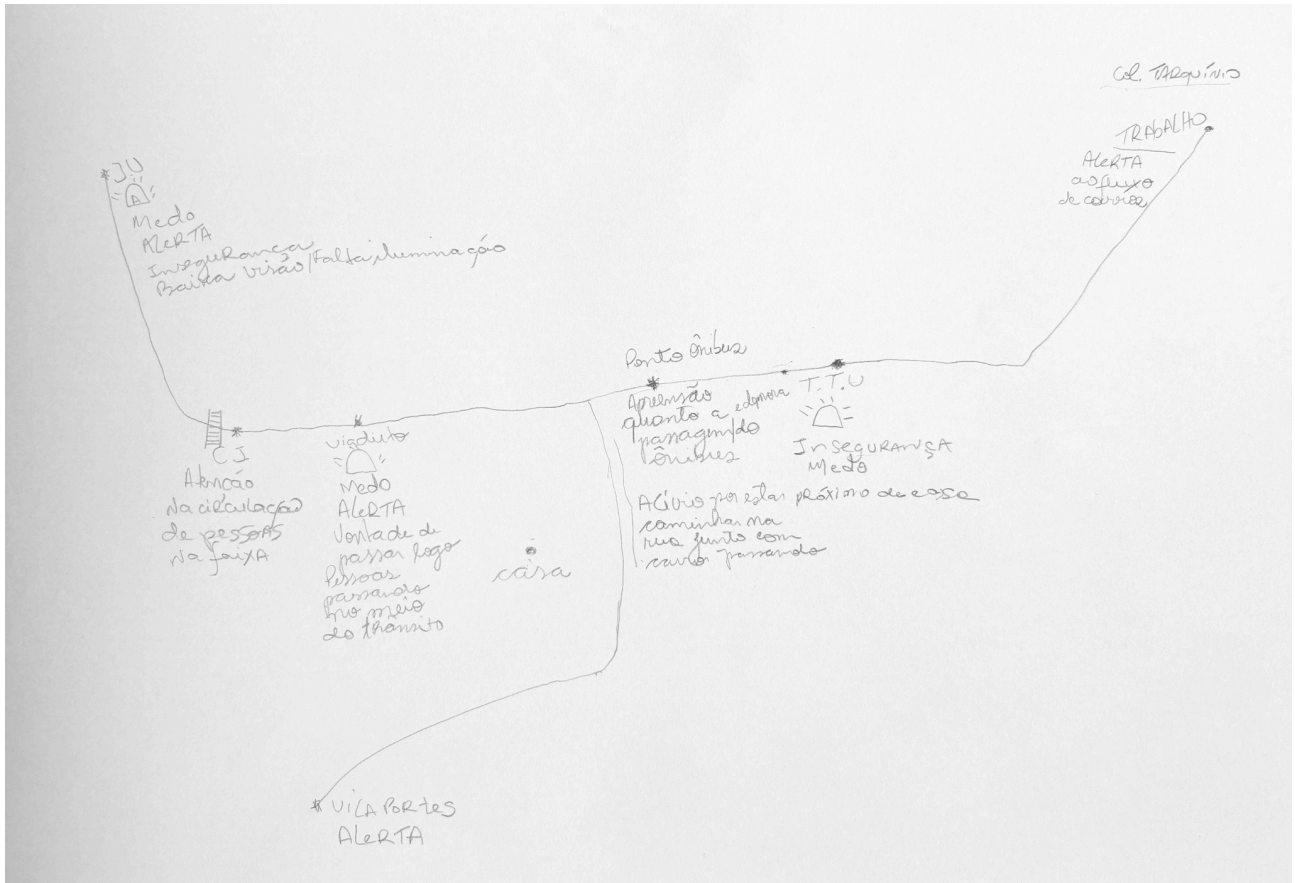 Col. TARQUÍNIO
TRAbALHO
ALeRTA
ao fluxo
de carros
JU
A
Medo
ALeRTA
Insegurança
Baixa visão/Falta iluminação
Ponto Ônibus
Apreensão
quanto a demora
passagem/do
Ônibus
T.T.U
InSegURANÇA
Medo
CJ
Atenção
Na circulação
de pessoas
Na faixa
viaduto
Medo
ALeRTA
Vontade de
passar logo
Pessoas
passando
no meio
do trânsito
casa
Alívio por estar próximo de casa
caminhar na
rua junto com
carros passando
ViLA PORtes
ALeRTA